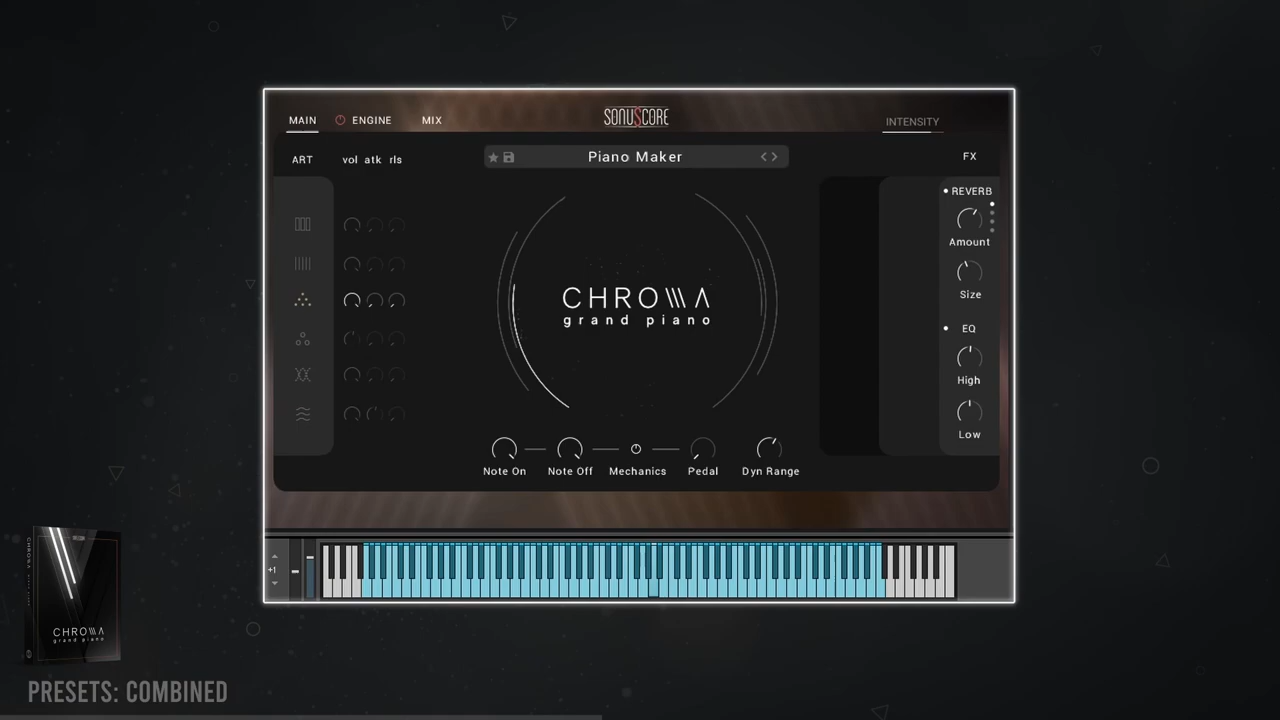 MAIN ENGINE MIX SONUSCORE INTENSITY
ART vol atk rls Piano Maker FX
REVERB
Amount
Size
CHROMA
grand piano
EQ
High
Low
Note On Note Off Mechanics Pedal Dyn Range
+1
CHROMA
grand piano
PRESETS: COMBINED